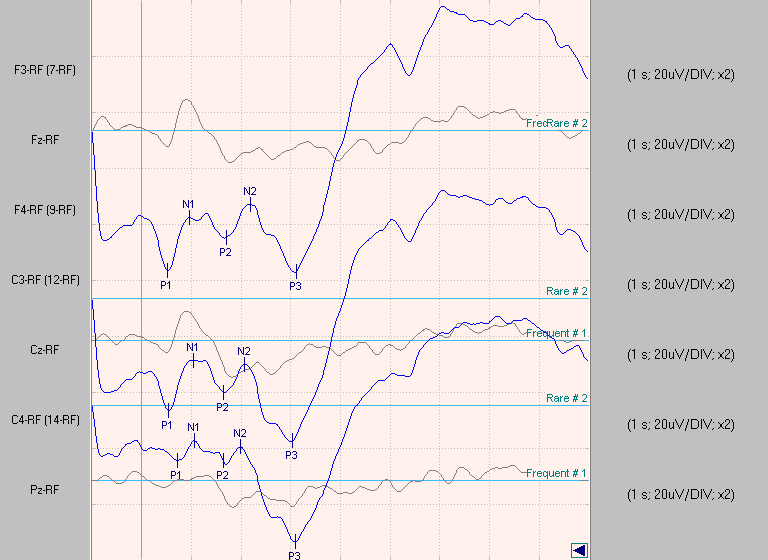 F3-RF (7-RF)
(1 s; 20uV/DIV; x2)
FreqRare # 2
Fz-RF
(1 s; 20uV/DIV; x2)
N1
N2
F4-RF (9-RF)
(1 s; 20uV/DIV; x2)
P2
P1
P3
C3-RF (12-RF)
(1 s; 20uV/DIV; x2)
Rare # 2
Frequent # 1
Cz-RF
N1
N2
(1 s; 20uV/DIV; x2)
Rare # 2
P2
P1
C4-RF (14-RF)
(1 s; 20uV/DIV; x2)
N1
N2
P3
P1
P2
Frequent # 1
Pz-RF
(1 s; 20uV/DIV; x2)
P3